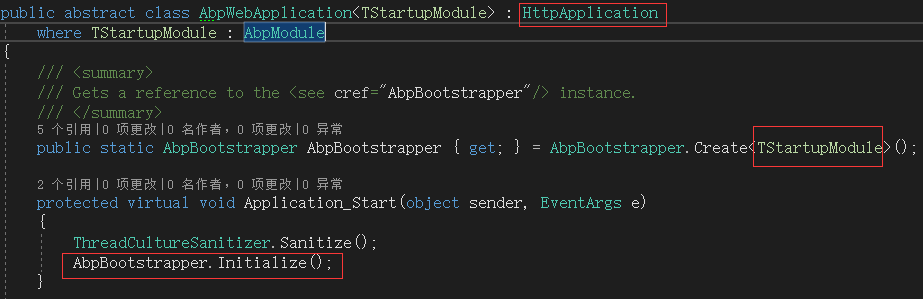 public abstract class AbpWebApplication<TStartupModule> : HttpApplication
where TStartupModule : AbpModule
{
/// <summary>
/// Gets a reference to the <see cref="AbpBootstrapper"/> instance.
/// </summary>
5 个引用|0 项更改|0 名作者，0 项更改|0 异常
public static AbpBootstrapper AbpBootstrapper { get; } = AbpBootstrapper.Create<TStartupModule>();
2 个引用|0 项更改|0 名作者，0 项更改|0 异常
protected virtual void Application_Start(object sender, EventArgs e)
{
ThreadCultureSanitizer.Sanitize();
AbpBootstrapper.Initialize();
}